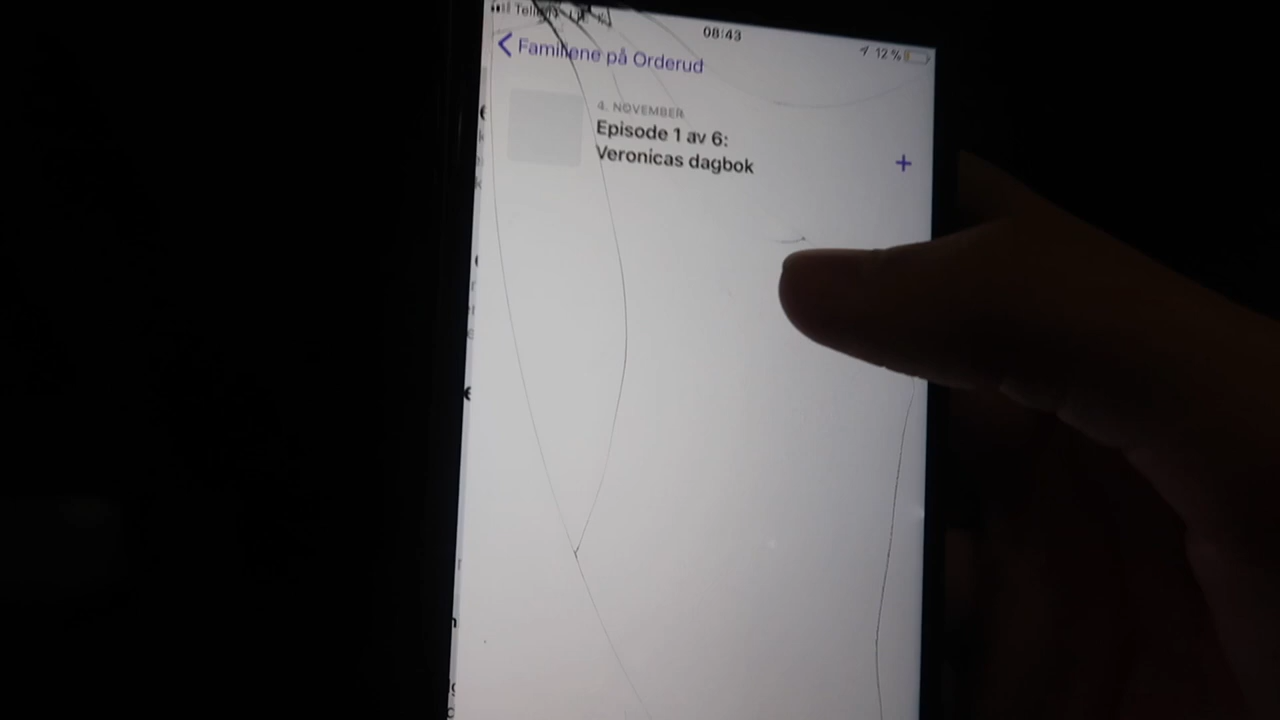 08:43
12 %
Familiene på Orderud
4. NOVEMBER
Episode 1 av 6:
Veronicas dagbok
+